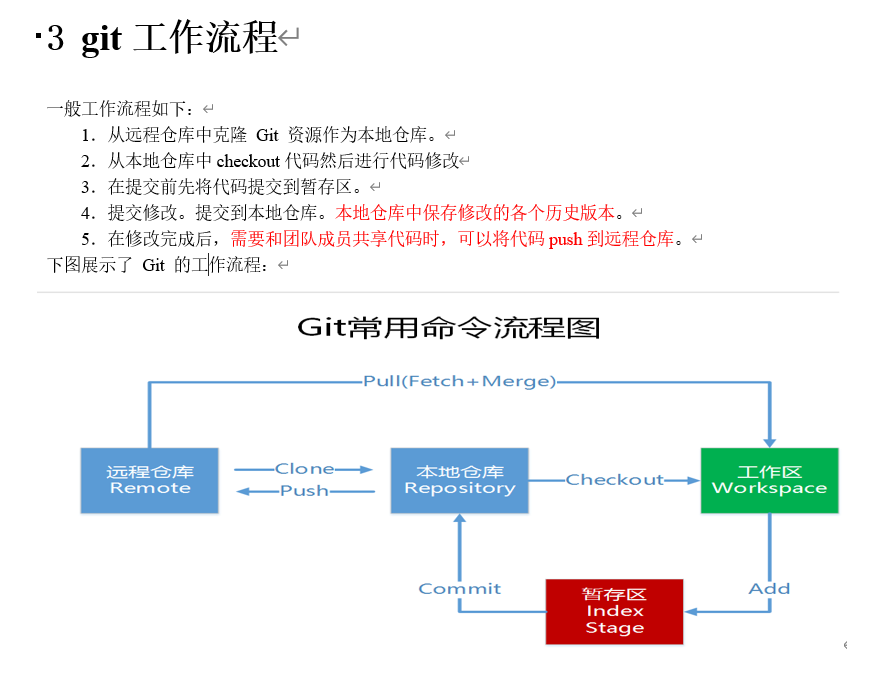 ·3 git 工作流程
一般工作流程如下：
1．从远程仓库中克隆 Git 资源作为本地仓库。
2．从本地仓库中 checkout 代码然后进行代码修改
3．在提交前先将代码提交到暂存区。
4．提交修改。提交到本地仓库。本地仓库中保存修改的各个历史版本。
5．在修改完成后，需要和团队成员共享代码时，可以将代码 push 到远程仓库。
下图展示了 Git 的工作流程：
Git常用命令流程图
Pull(Fetch+Merge)
远程仓库
Remote
Clone
Push
本地仓库
Repository
Checkout
工作区
Workspace
Commit
暂存区
Index
Stage
Add